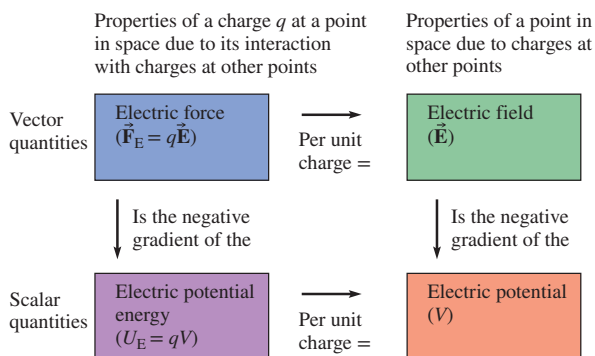 Properties of a charge q at a point
in space due to its interaction
with charges at other points
Properties of a point in
space due to charges at
other points
Vector
quantities
Electric force
(F⃗_E = qE⃗)
Per unit
charge =
Electric field
(E⃗)
Is the negative
gradient of the
Is the negative
gradient of the
Scalar
quantities
Electric potential
energy
(U_E = qV)
Per unit
charge =
Electric potential
(V)